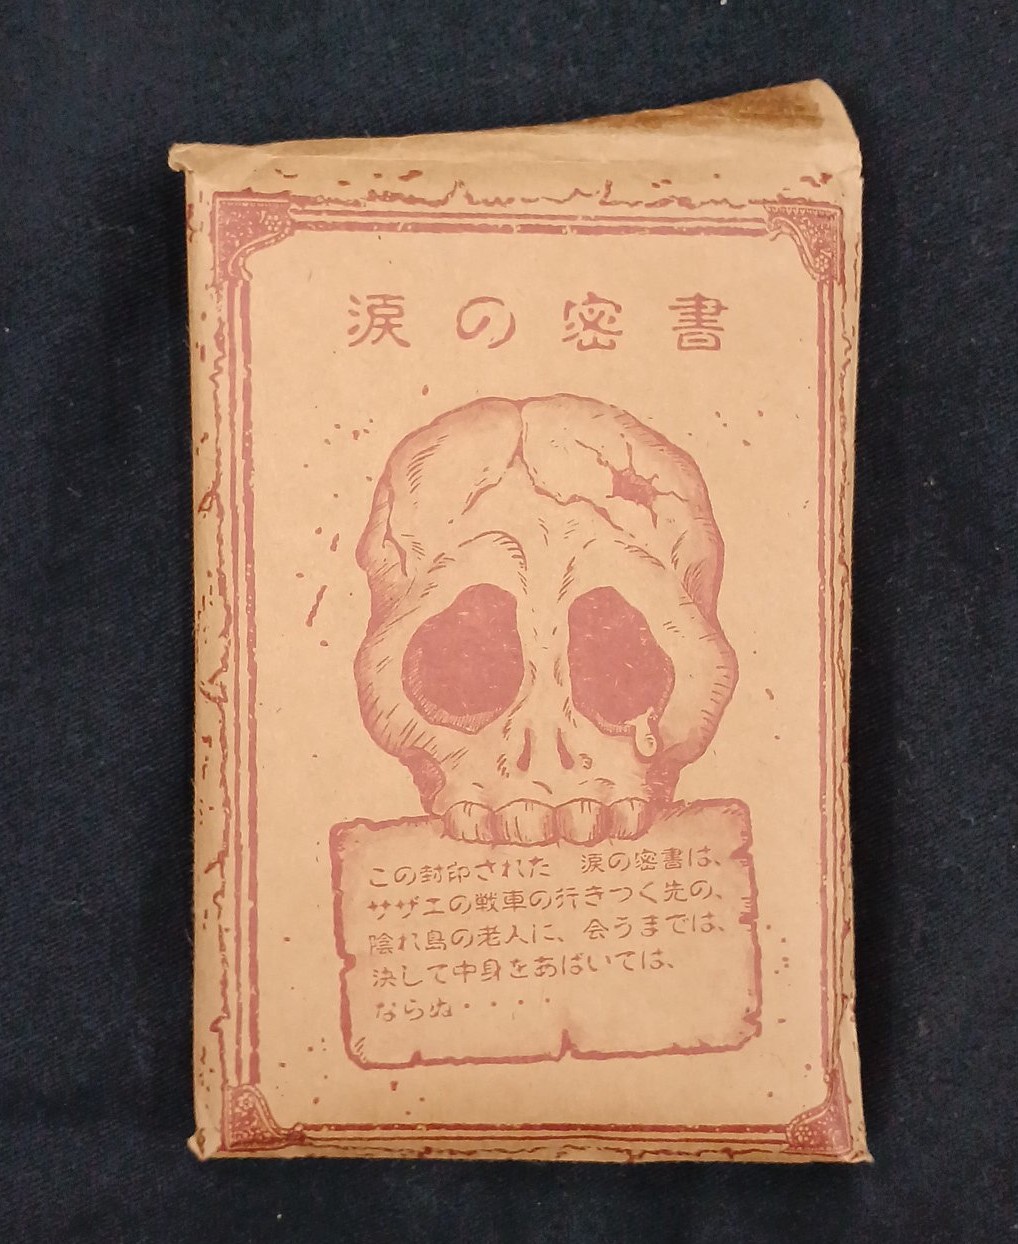 涙の密書
この封印された　涙の密書は、
サザエの戦車の行きつく先の、
陰れ島の老人に、会うまでは、
決して中身をあばいては、
ならぬ・・・・